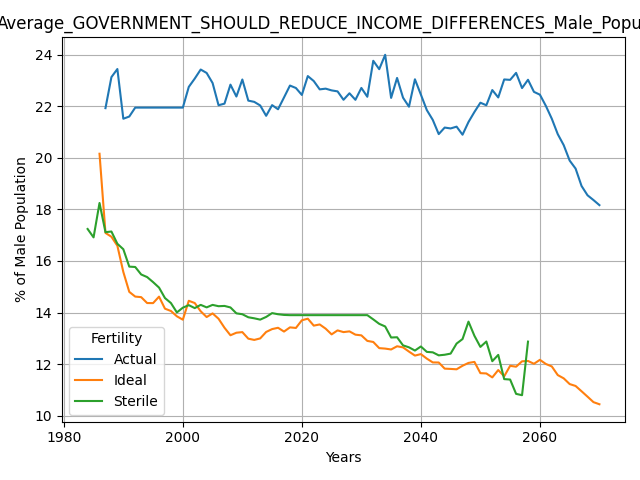 Average_GOVERNMENT_SHOULD_REDUCE_INCOME_DIFFERENCES_Male_Popu
24
22
20
18
16
14
12
10
% of Male Population
Fertility
Actual
Ideal
Sterile
1980
2000
2020
2040
2060
Years